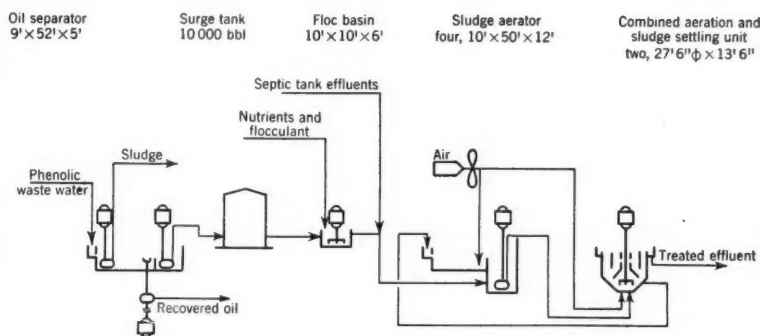 Oil separator
9'×52'×5'
Surge tank
10 000 bbl
Floc basin
10'×10'×6'
Sludge aerator
four, 10'×50'×12'
Combined aeration and
sludge settling unit
two, 27'6"ϕ×13'6"
Septic tank effluents
Nutrients and
flocculant
Sludge
Air
Phenolic
waste water
Treated effluent
Recovered oil